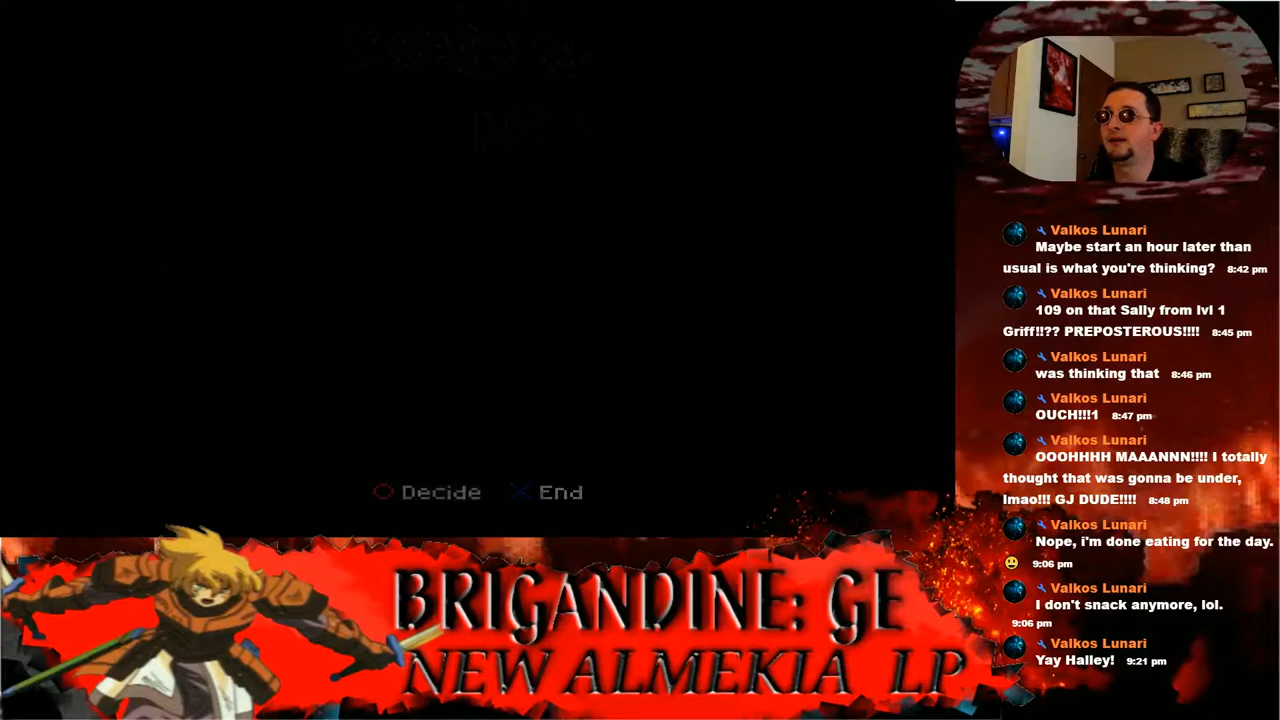 Decide End
BRIGANDINE: GE
NEW ALMEKIA LP
Valkos Lunari
Maybe start an hour later than
usual is what you're thinking? 8:42 pm
Valkos Lunari
109 on that Sally from lvl 1
Griff!!?? PREPOSTEROUS!!!! 8:45 pm
Valkos Lunari
was thinking that 8:46 pm
Valkos Lunari
OUCH!!!1 8:47 pm
Valkos Lunari
OOOHHHH MAAANNN!!!! I totally
thought that was gonna be under,
lmao!!! GJ DUDE!!!! 8:48 pm
Valkos Lunari
Nope, i'm done eating for the day.
9:06 pm
Valkos Lunari
I don't snack anymore, lol.
9:06 pm
Valkos Lunari
Yay Halley! 9:21 pm